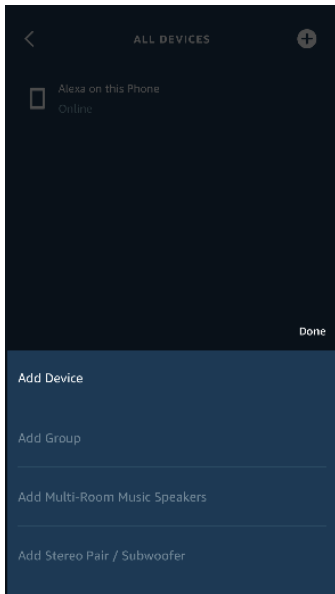 ALL DEVICES
Alexa on this Phone
Online
Done
Add Device
Add Group
Add Multi-Room Music Speakers
Add Stereo Pair / Subwoofer